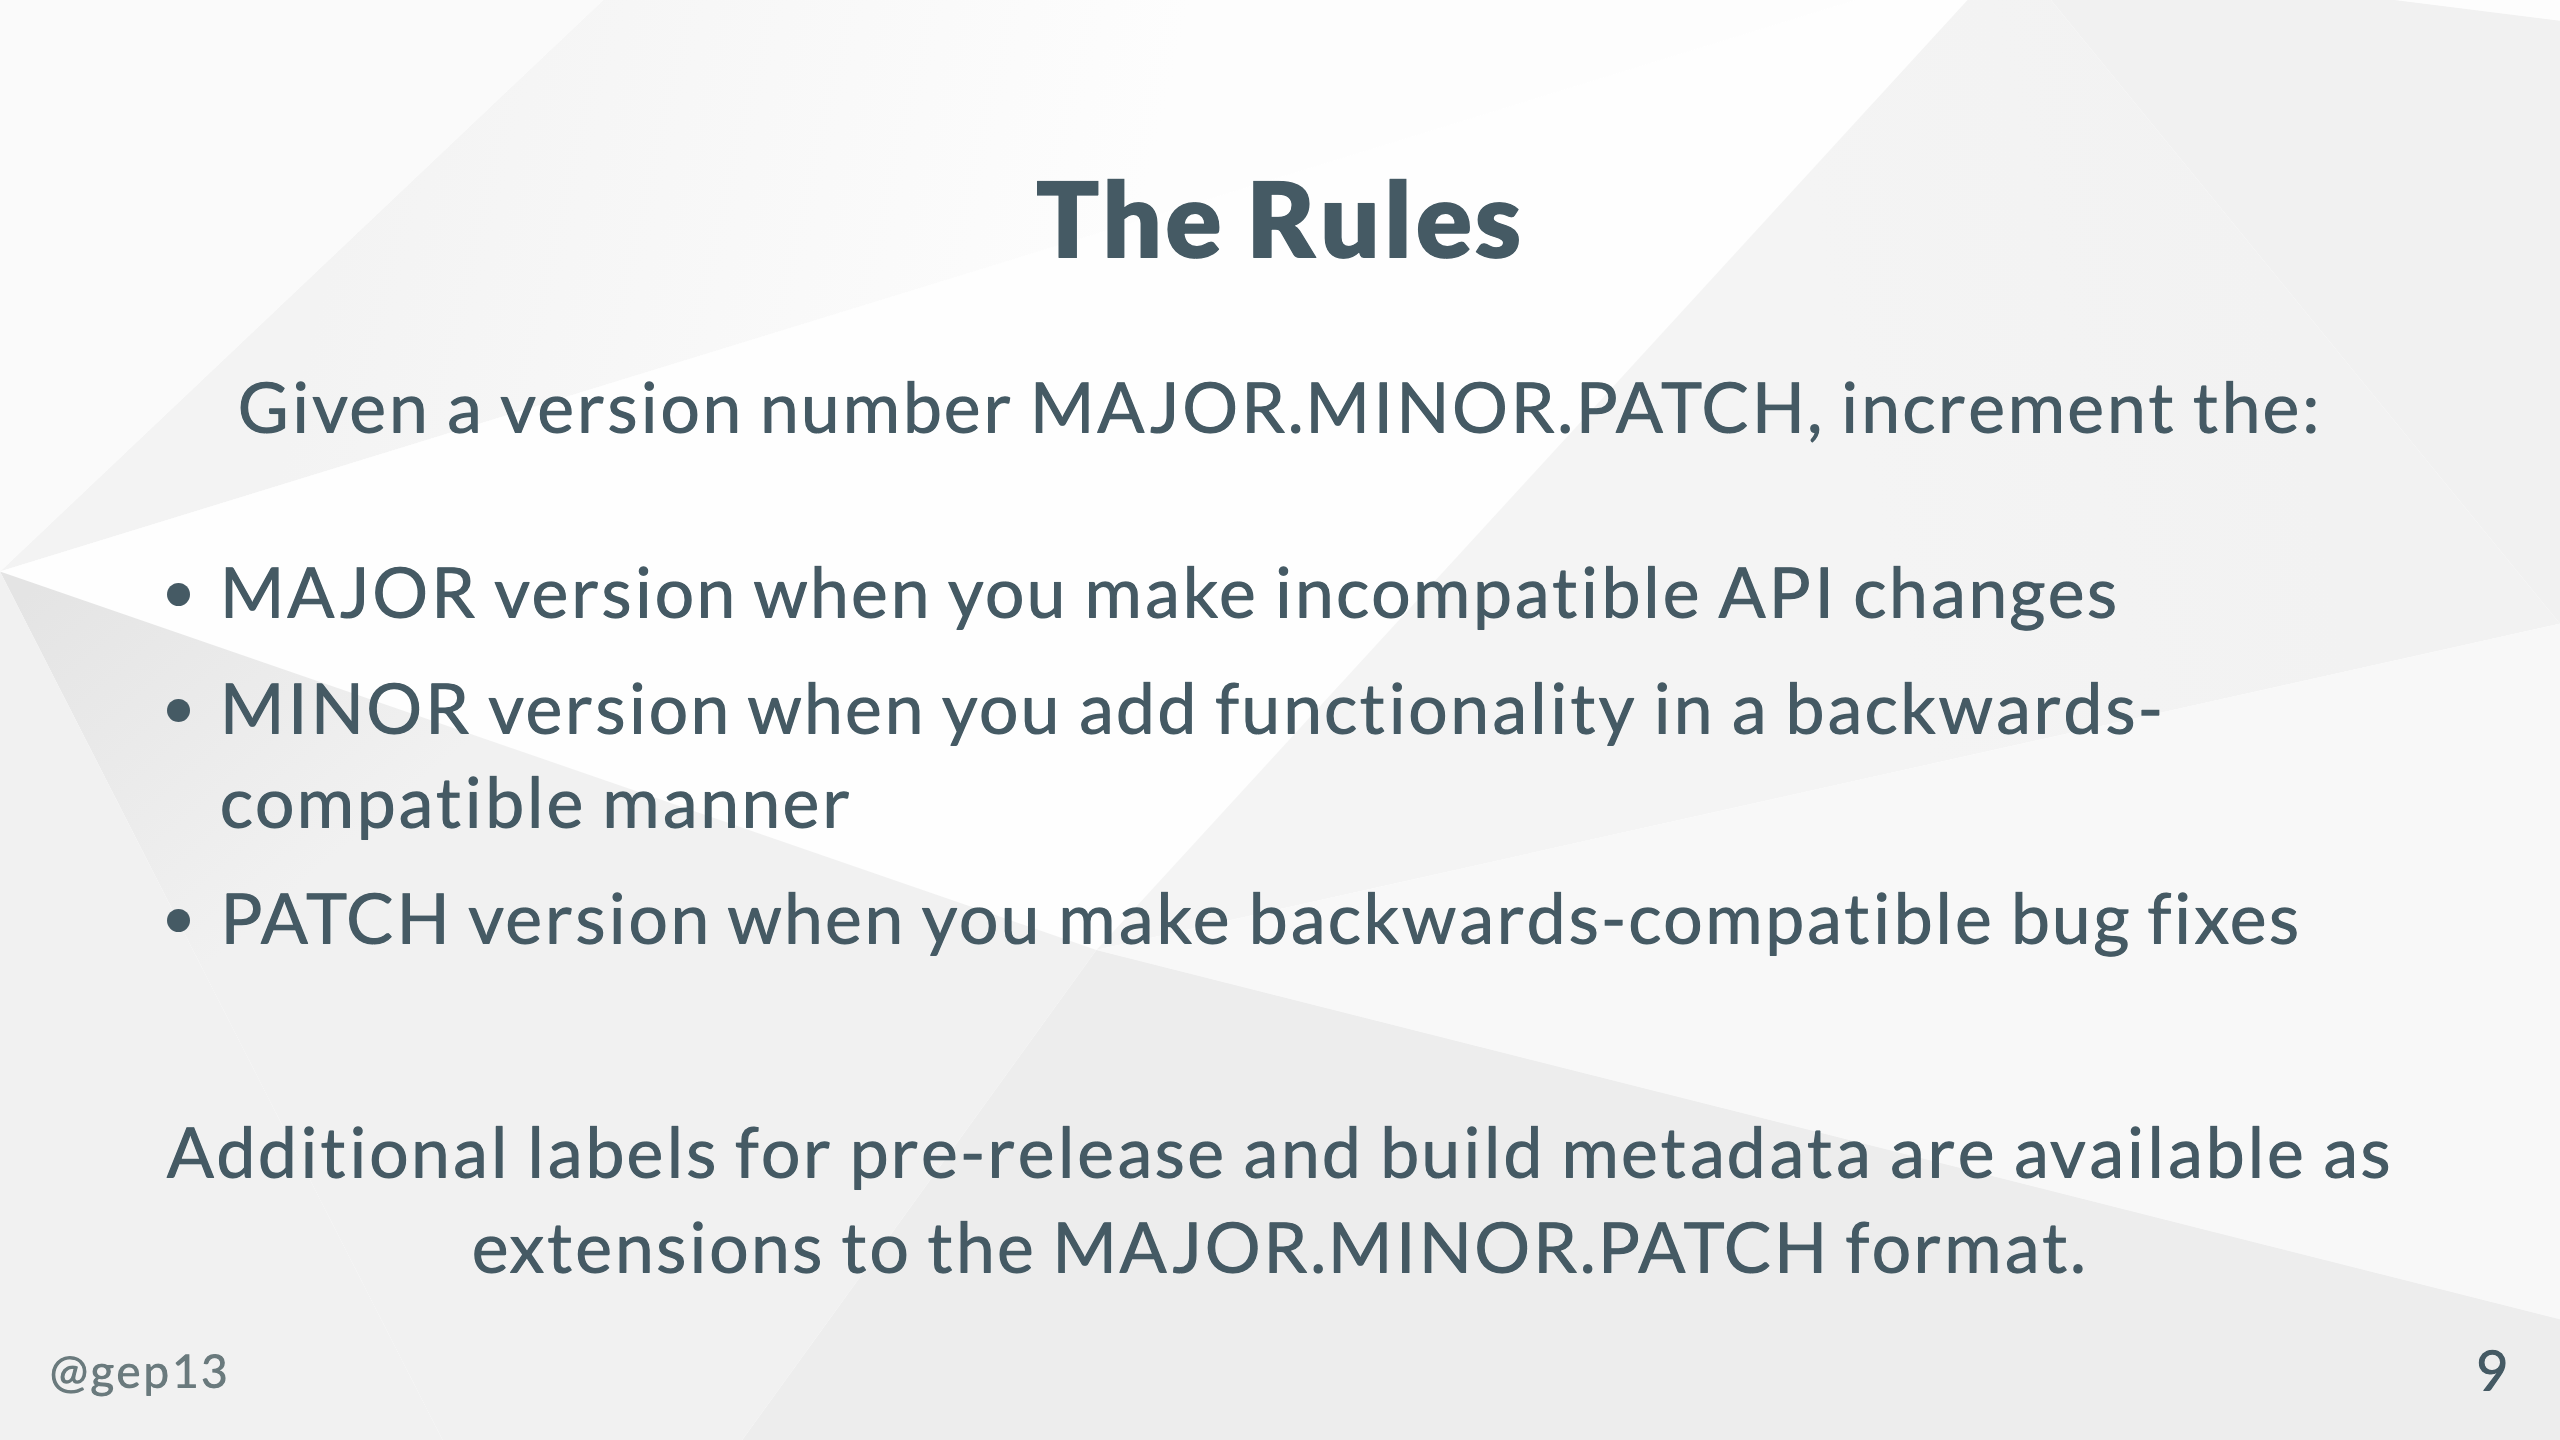 The Rules
Given a version number MAJOR.MINOR.PATCH, increment the:
• MAJOR version when you make incompatible API changes
• MINOR version when you add functionality in a backwards-
compatible manner
• PATCH version when you make backwards-compatible bug fixes
Additional labels for pre-release and build metadata are available as
extensions to the MAJOR.MINOR.PATCH format.
@gep13
9